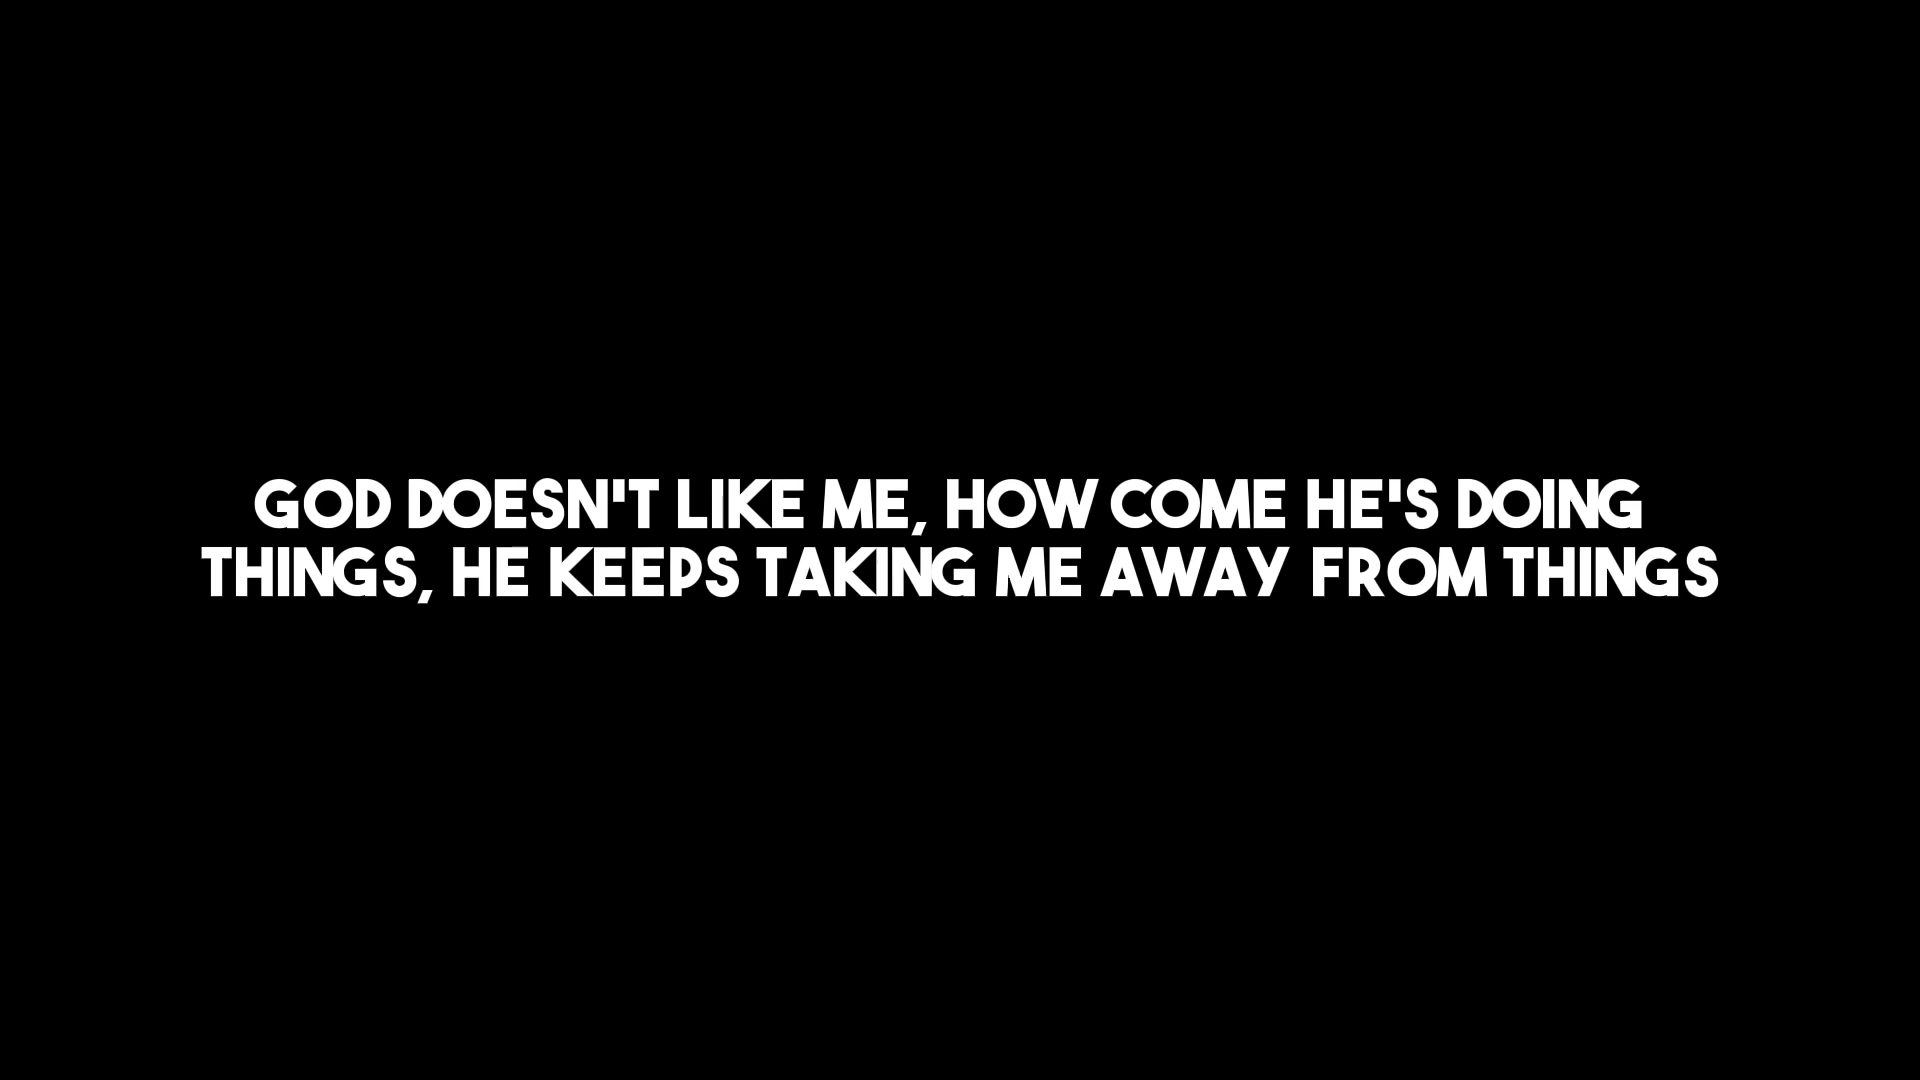 GOD DOESN'T LIKE ME, HOW COME HE'S DOING
THINGS, HE KEEPS TAKING ME AWAY FROM THINGS